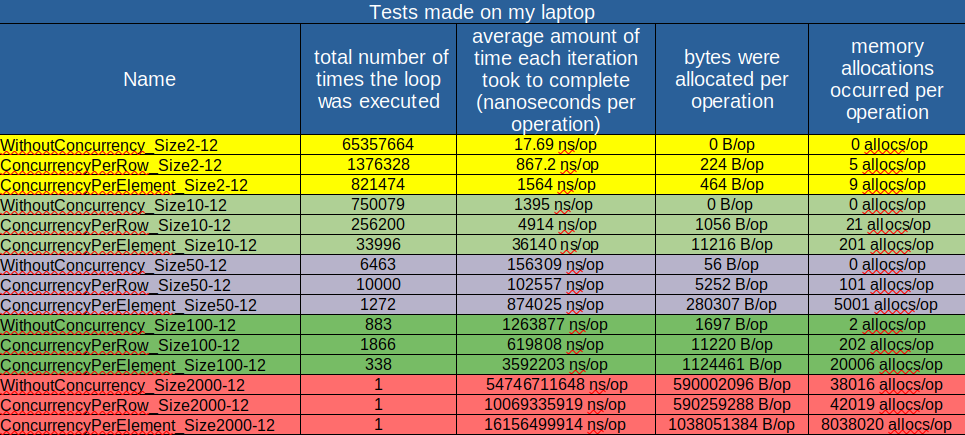 Tests made on my laptop
Name
total number of
times the loop
was executed
average amount of
time each iteration
took to complete
(nanoseconds per
operation)
bytes were
allocated per
operation
memory
allocations
occurred per
operation
WithoutConcurrency_Size2-12 65357664 17.69 ns/op 0 B/op 0 allocs/op
ConcurrencyPerRow_Size2-12 1376328 867.2 ns/op 224 B/op 5 allocs/op
ConcurrencyPerElement_Size2-12 821474 1564 ns/op 464 B/op 9 allocs/op
WithoutConcurrency_Size10-12 750079 1395 ns/op 0 B/op 0 allocs/op
ConcurrencyPerRow_Size10-12 256200 4914 ns/op 1056 B/op 21 allocs/op
ConcurrencyPerElement_Size10-12 33996 36140 ns/op 11216 B/op 201 allocs/op
WithoutConcurrency_Size50-12 6463 156309 ns/op 56 B/op 0 allocs/op
ConcurrencyPerRow_Size50-12 10000 102557 ns/op 5252 B/op 101 allocs/op
ConcurrencyPerElement_Size50-12 1272 874025 ns/op 280307 B/op 5001 allocs/op
WithoutConcurrency_Size100-12 883 1263877 ns/op 1697 B/op 2 allocs/op
ConcurrencyPerRow_Size100-12 1866 619808 ns/op 11220 B/op 202 allocs/op
ConcurrencyPerElement_Size100-12 338 3592203 ns/op 1124461 B/op 20006 allocs/op
WithoutConcurrency_Size2000-12 1 54746711648 ns/op 590002096 B/op 38016 allocs/op
ConcurrencyPerRow_Size2000-12 1 10069335919 ns/op 590259288 B/op 42019 allocs/op
ConcurrencyPerElement_Size2000-12 1 16156499914 ns/op 1038051384 B/op 8038020 allocs/op